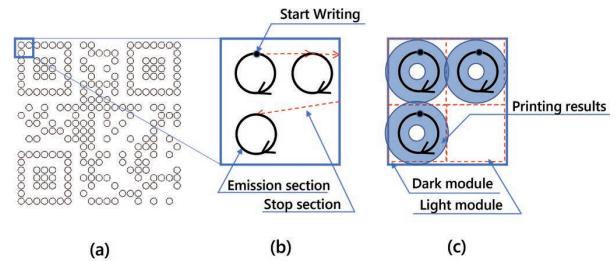 Start Writing
Printing results
Emission section
Stop section
Dark module
Light module
(a)
(b)
(c)